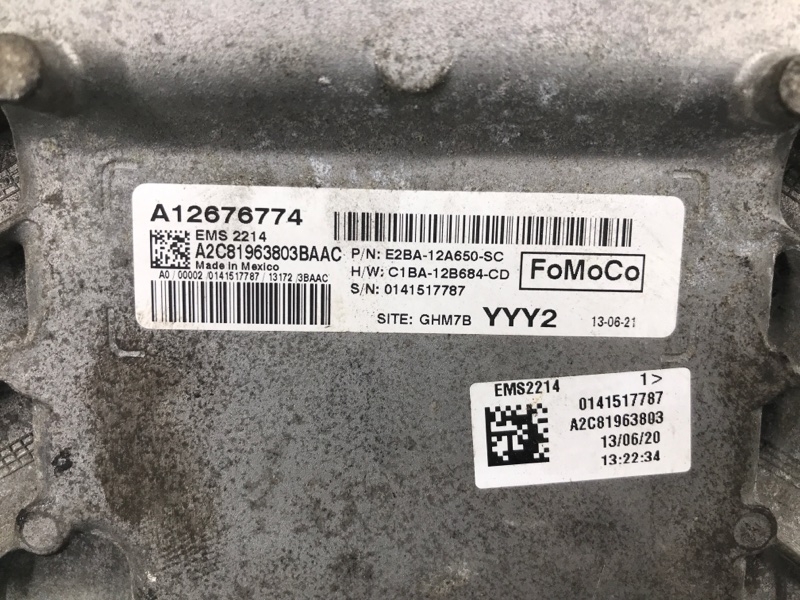 A12676774
EMS 2214
A2C81963803BAAC
Made in Mexico
A0 / 00002 / 0141517787 / 13172 / 3BAAC
P/N: E2BA-12A650-SC
H/W: C1BA-12B684-CD
S/N: 0141517787
FoMoCo
SITE: GHM7B YYY2 13-06-21
EMS2214 1>
0141517787
A2C81963803
13/06/20
13:22:34